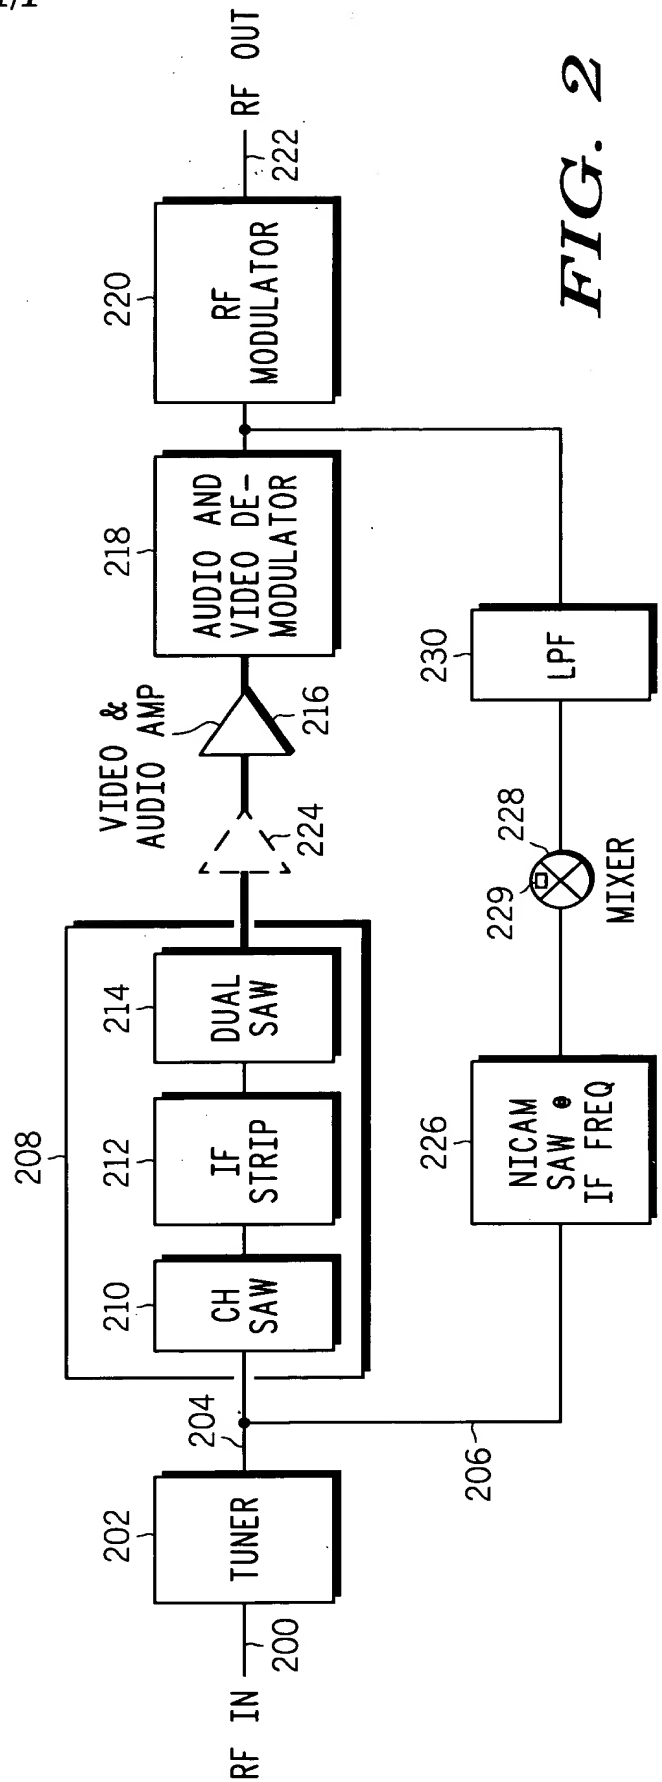 RF IN
200
202
TUNER
204
206
208
210
CH
SAW
212
IF
STRIP
214
DUAL
SAW
224
VIDEO &
AUDIO AMP
216
218
AUDIO AND
VIDEO DE-
MODULATOR
220
RF
MODULATOR
222
RF OUT
226
NICAM
SAW @
IF FREQ
229
228
MIXER
230
LPF
FIG. 2